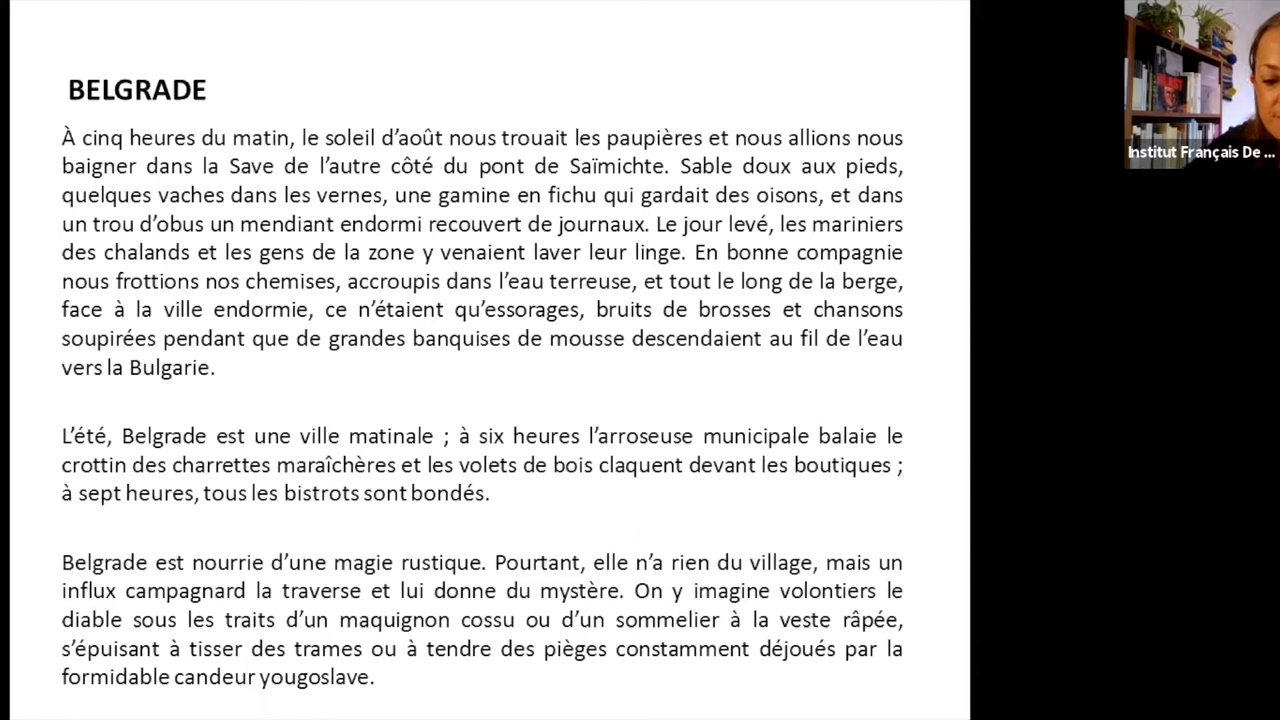 BELGRADE
À cinq heures du matin, le soleil d’août nous trouait les paupières et nous allions nous
baigner dans la Save de l’autre côté du pont de Saïmichte. Sable doux aux pieds,
quelques vaches dans les vernes, une gamine en fichu qui gardait des oisons, et dans
un trou d’obus un mendiant endormi recouvert de journaux. Le jour levé, les mariniers
des chalands et les gens de la zone y venaient laver leur linge. En bonne compagnie
nous frottions nos chemises, accroupis dans l’eau terreuse, et tout le long de la berge,
face à la ville endormie, ce n’étaient qu’essorages, bruits de brosses et chansons
soupirées pendant que de grandes banquises de mousse descendaient au fil de l’eau
vers la Bulgarie.
L’été, Belgrade est une ville matinale ; à six heures l’arroseuse municipale balaie le
crottin des charrettes maraîchères et les volets de bois claquent devant les boutiques ;
à sept heures, tous les bistrots sont bondés.
Belgrade est nourrie d’une magie rustique. Pourtant, elle n’a rien du village, mais un
influx campagnard la traverse et lui donne du mystère. On y imagine volontiers le
diable sous les traits d’un maquignon cossu ou d’un sommelier à la veste râpée,
s’épuisant à tisser des trames ou à tendre des pièges constamment déjoués par la
formidable candeur yougoslave.
Institut Français De ...